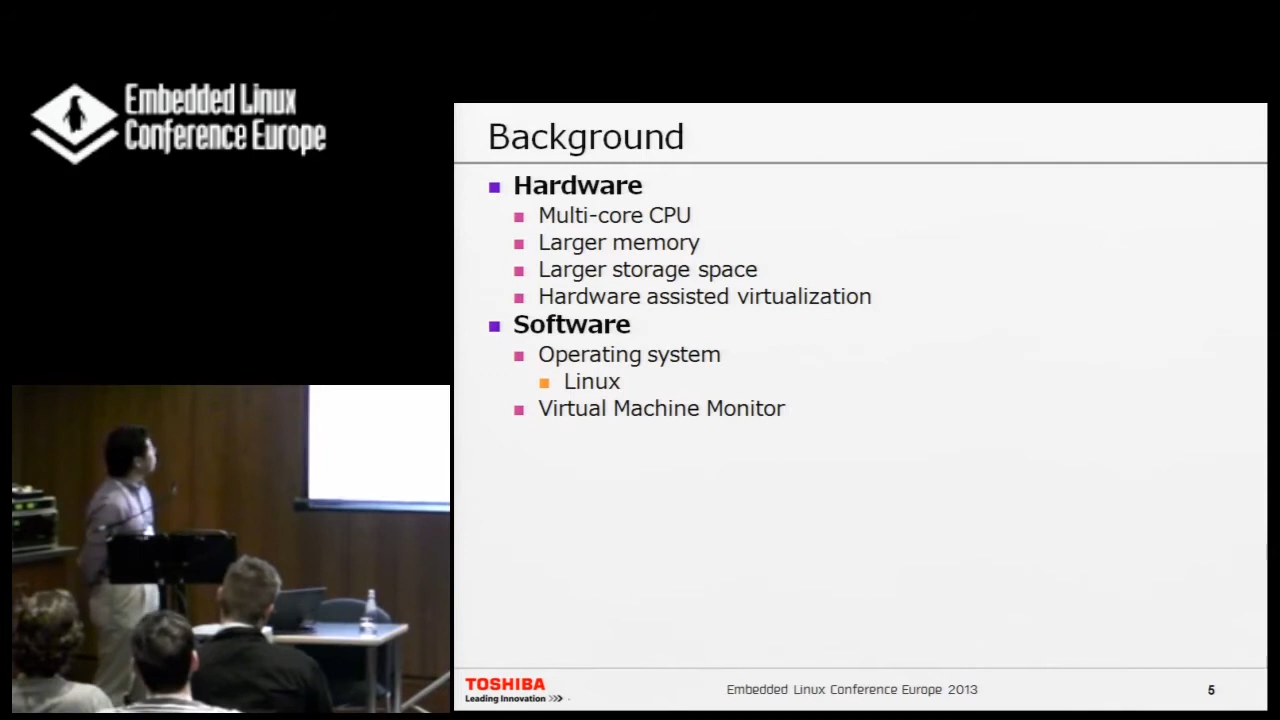 Embedded Linux
Conference Europe
Background
Hardware
Multi-core CPU
Larger memory
Larger storage space
Hardware assisted virtualization
Software
Operating system
Linux
Virtual Machine Monitor
TOSHIBA
Leading Innovation >>>
Embedded Linux Conference Europe 2013
5